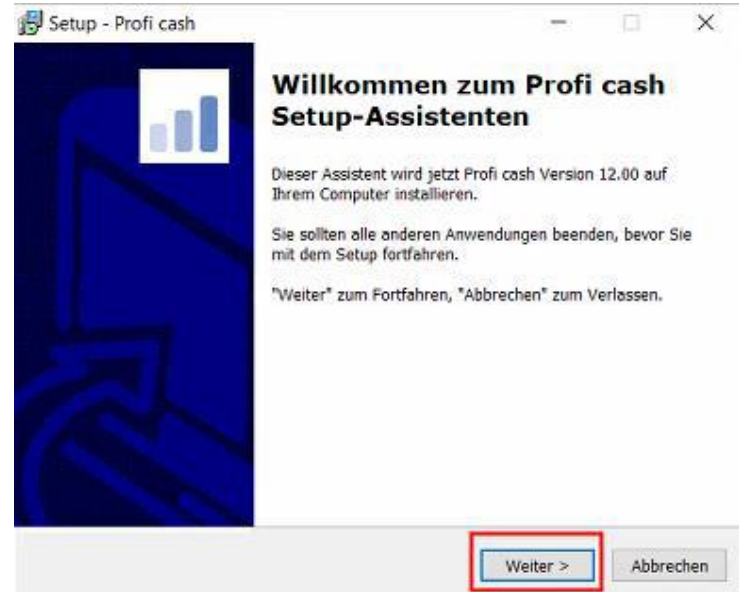 Setup - Profi cash
Willkommen zum Profi cash
Setup-Assistenten
Dieser Assistent wird jetzt Profi cash Version 12.00 auf
Ihrem Computer installieren.
Sie sollten alle anderen Anwendungen beenden, bevor Sie
mit dem Setup fortfahren.
"Weiter" zum Fortfahren, "Abbrechen" zum Verlassen.
Weiter >
Abbrechen